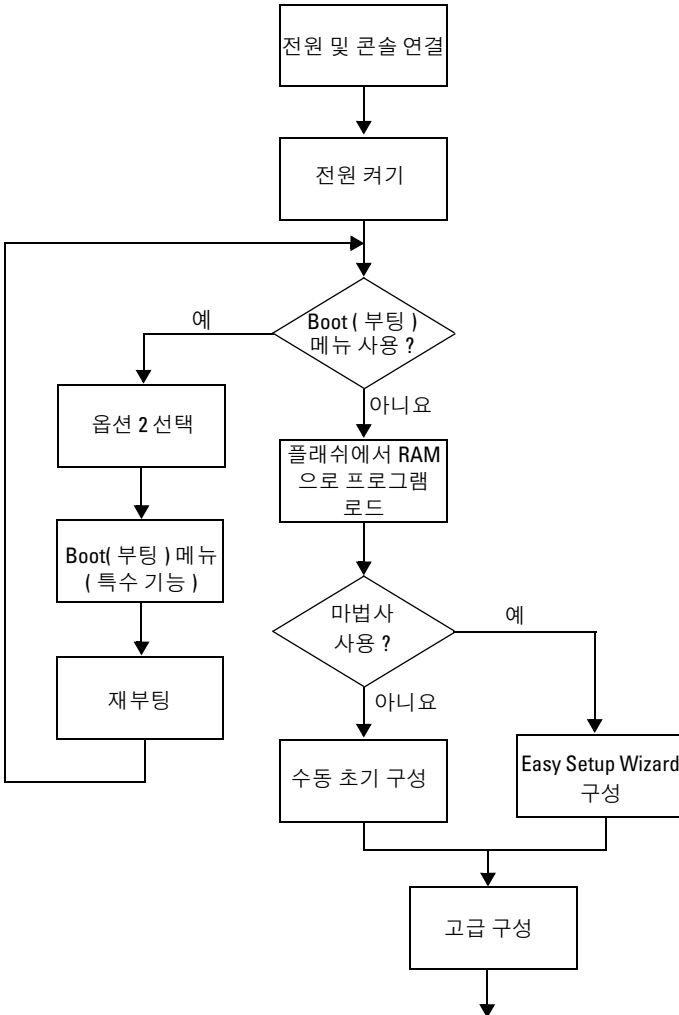 전원 및 콘솔 연결
전원 켜기
예
Boot ( 부팅 )
메뉴 사용 ?
아니요
옵션 2 선택
플래쉬에서 RAM
으로 프로그램
로드
Boot( 부팅 ) 메뉴
( 특수 기능 )
마법사
사용 ?
예
재부팅
아니요
수동 초기 구성
Easy Setup Wizard
구성
고급 구성